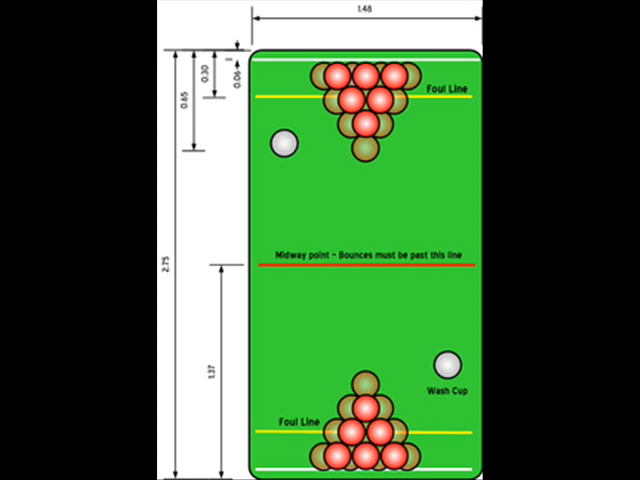 1.48
0.06
0.30
0.65
Foul Line
2.75
Midway point - Bounces must be past this line
1.37
Wash Cup
Foul Line